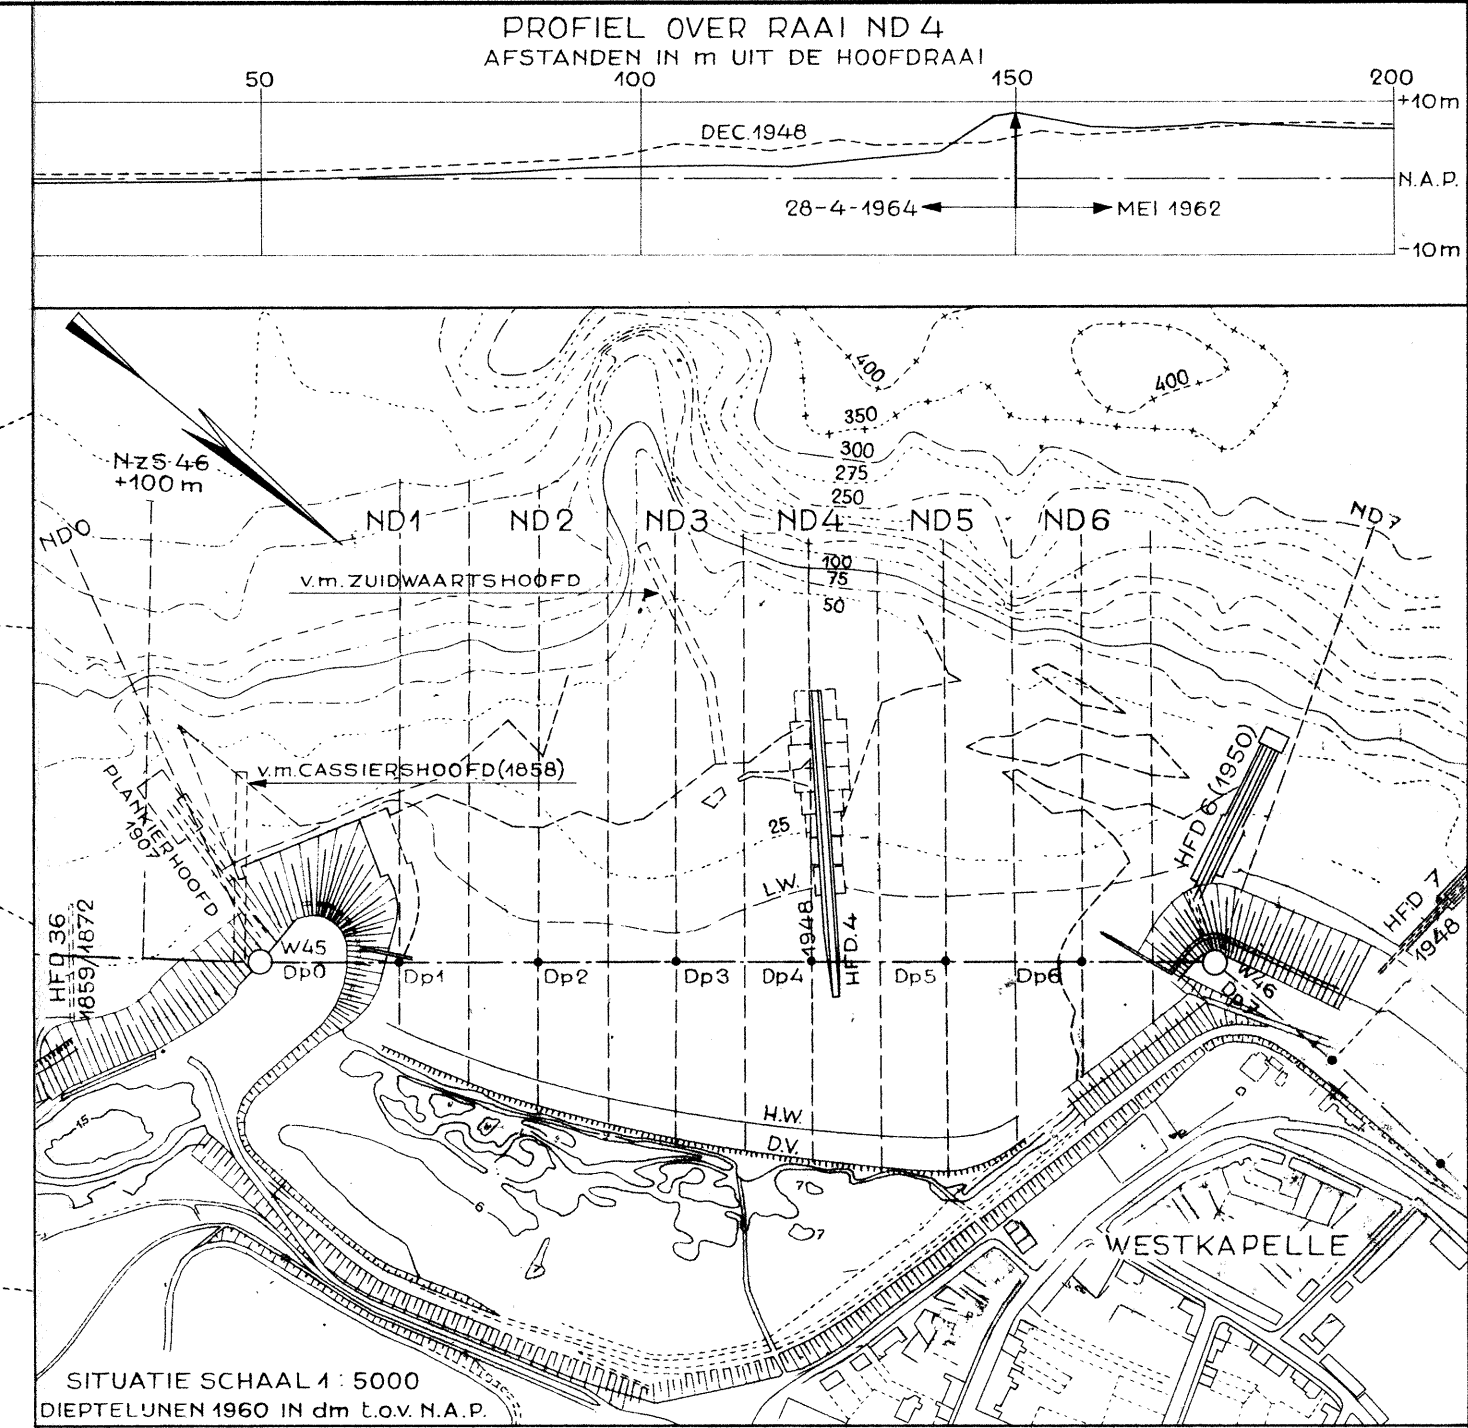 PROFIEL OVER RAAI ND 4
AFSTANDEN IN m UIT DE HOOFDRAAI
50
100
150
200
+10m
DEC.1948
N.A.P.
28-4-1964
MEI 1962
-10m
400
400
350
300
275
250
NzS 46
+100 m
ND0
ND1
ND2
ND3
ND4
ND5
ND6
ND7
100
75
50
v.m. ZUIDWAARTSHOOFD
v.m. CASSIERSHOOFD (1858)
PLANKIERHOOFD
1907
HFD 6 (1950)
25
L.W.
HFD 36
1859/1872
1948
HFD. 4
HFD 7
1948
W45
Dp0
Dp1
Dp2
Dp3
Dp4
Dp5
Dp6
W46
Dp7
15
H.W.
D.V.
6
7
7
7
WESTKAPELLE
SITUATIE SCHAAL 1 : 5000
DIEPTELIJNEN 1960 IN dm t.o.v. N.A.P.